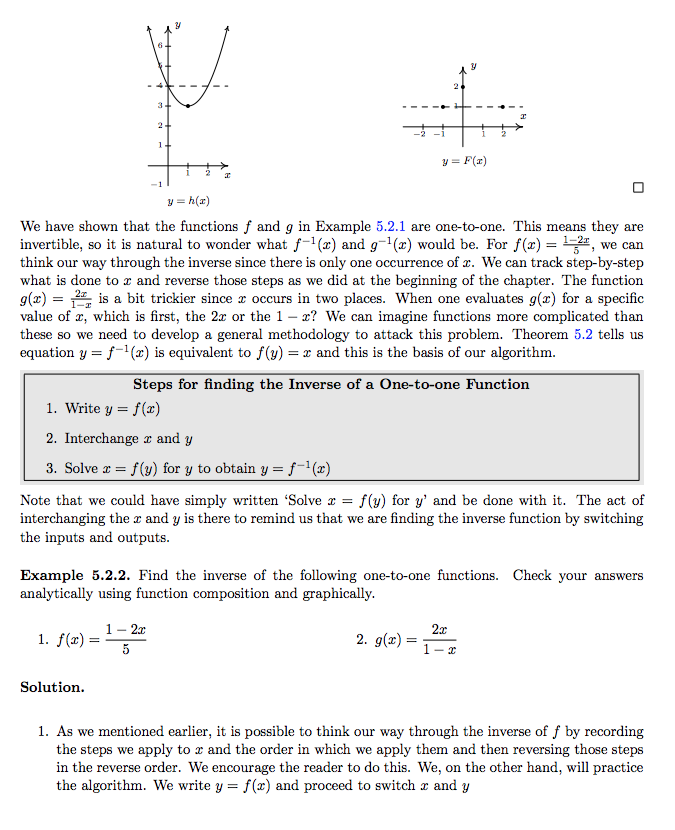 y
6
5
4
3
2
1
−1
1 2 x
y = h(x)
y
2
1
−2 −1 1 2 x
y = F(x)
We have shown that the functions f and g in Example 5.2.1 are one-to-one. This means they are
invertible, so it is natural to wonder what f⁻¹(x) and g⁻¹(x) would be. For f(x) = (1−2x)/5, we can
think our way through the inverse since there is only one occurrence of x. We can track step-by-step
what is done to x and reverse those steps as we did at the beginning of the chapter. The function
g(x) = 2x/(1−x) is a bit trickier since x occurs in two places. When one evaluates g(x) for a specific
value of x, which is first, the 2x or the 1 − x? We can imagine functions more complicated than
these so we need to develop a general methodology to attack this problem. Theorem 5.2 tells us
equation y = f⁻¹(x) is equivalent to f(y) = x and this is the basis of our algorithm.
Steps for finding the Inverse of a One-to-one Function
1. Write y = f(x)
2. Interchange x and y
3. Solve x = f(y) for y to obtain y = f⁻¹(x)
Note that we could have simply written ‘Solve x = f(y) for y’ and be done with it. The act of
interchanging the x and y is there to remind us that we are finding the inverse function by switching
the inputs and outputs.
Example 5.2.2. Find the inverse of the following one-to-one functions. Check your answers
analytically using function composition and graphically.
1. f(x) = (1 − 2x)/5
2. g(x) = 2x/(1 − x)
Solution.
1. As we mentioned earlier, it is possible to think our way through the inverse of f by recording
the steps we apply to x and the order in which we apply them and then reversing those steps
in the reverse order. We encourage the reader to do this. We, on the other hand, will practice
the algorithm. We write y = f(x) and proceed to switch x and y